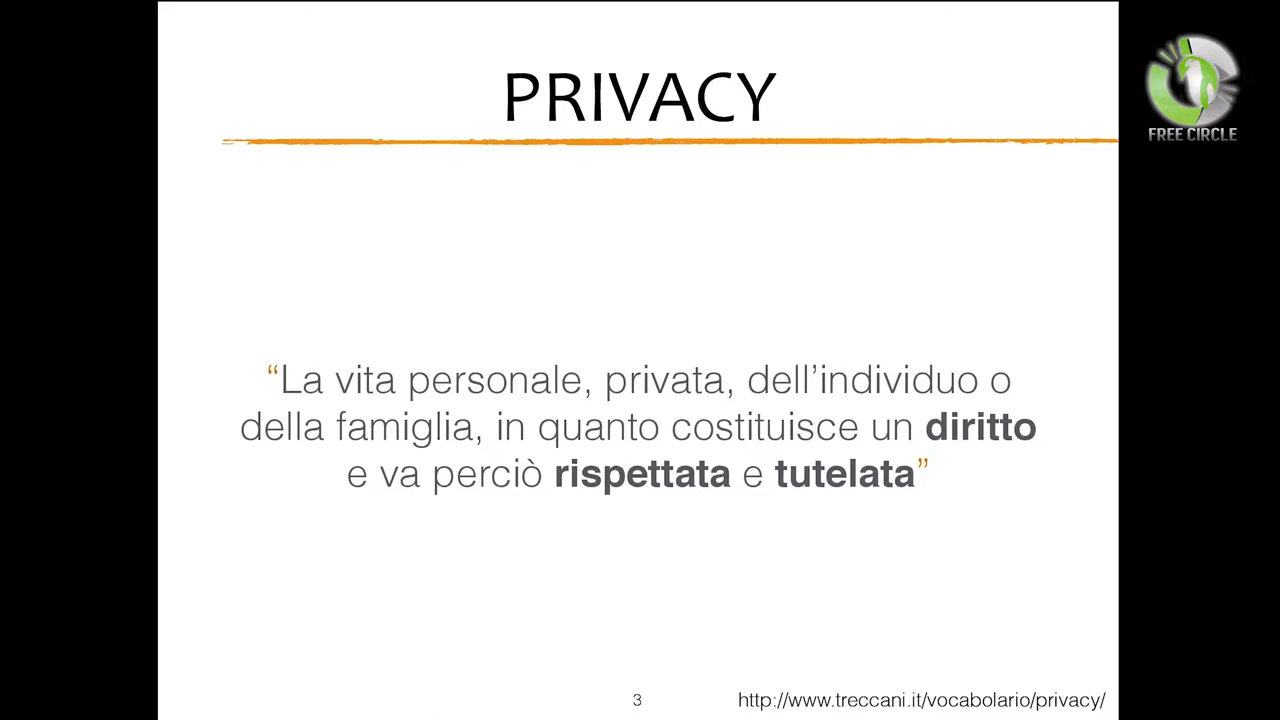 PRIVACY
FREE CIRCLE
“La vita personale, privata, dell’individuo o
della famiglia, in quanto costituisce un diritto
e va perciò rispettata e tutelata”
3
http://www.treccani.it/vocabolario/privacy/